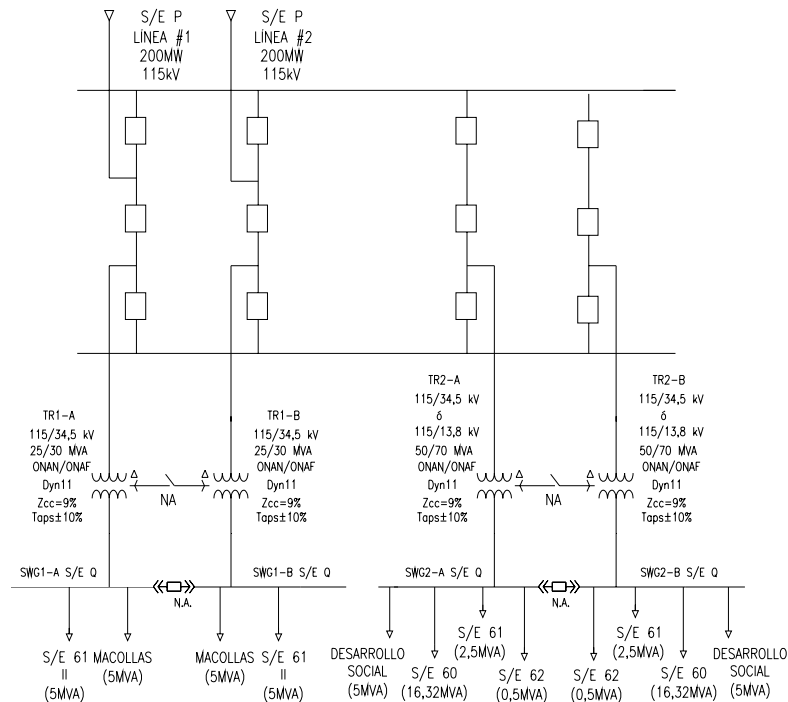 S/E P
LÍNEA #1
200MW
115kV
S/E P
LÍNEA #2
200MW
115kV
TR1-A
115/34,5 kV
25/30 MVA
ONAN/ONAF
Dyn11
Zcc=9%
Taps±10%
NA
TR1-B
115/34,5 kV
25/30 MVA
ONAN/ONAF
Dyn11
Zcc=9%
Taps±10%
TR2-A
115/34,5 kV
ó
115/13,8 kV
50/70 MVA
ONAN/ONAF
Dyn11
Zcc=9%
Taps±10%
NA
TR2-B
115/34,5 kV
ó
115/13,8 kV
50/70 MVA
ONAN/ONAF
Dyn11
Zcc=9%
Taps±10%
SWG1-A S/E Q
N.A.
SWG1-B S/E Q
SWG2-A S/E Q
N.A.
SWG2-B S/E Q
S/E 61
II
(5MVA)
MACOLLAS
(5MVA)
MACOLLAS
(5MVA)
S/E 61
II
(5MVA)
DESARROLLO
SOCIAL
(5MVA)
S/E 60
(16,32MVA)
S/E 61
(2,5MVA)
S/E 62
(0,5MVA)
S/E 62
(0,5MVA)
S/E 61
(2,5MVA)
S/E 60
(16,32MVA)
DESARROLLO
SOCIAL
(5MVA)